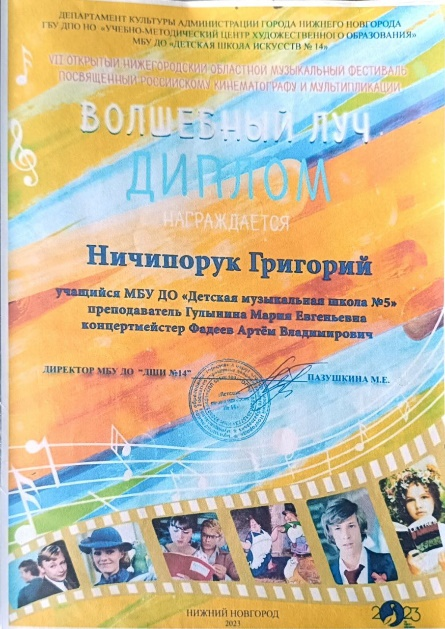 ДЕПАРТАМЕНТ КУЛЬТУРЫ АДМИНИСТРАЦИИ ГОРОДА НИЖНЕГО НОВГОРОДА
ГБУ ДПО НО «УЧЕБНО-МЕТОДИЧЕСКИЙ ЦЕНТР ХУДОЖЕСТВЕННОГО ОБРАЗОВАНИЯ»
МБУ ДО «ДЕТСКАЯ ШКОЛА ИСКУССТВ № 14»
VII ОТКРЫТЫЙ НИЖЕГОРОДСКИЙ ОБЛАСТНОЙ МУЗЫКАЛЬНЫЙ ФЕСТИВАЛЬ
ПОСВЯЩЁННЫЙ РОССИЙСКОМУ КИНЕМАТОГРАФУ И МУЛЬТИПЛИКАЦИИ
ВОЛШЕБНЫЙ ЛУЧ
ДИПЛОМ
НАГРАЖДАЕТСЯ
Ничипорук Григорий
учащийся МБУ ДО «Детская музыкальная школа №5»
преподаватель Гулынина Мария Евгеньевна
концертмейстер Фадеев Артём Владимирович
ДИРЕКТОР МБУ ДО "ДШИ №14"
ПАЗУШКИНА М.Е.
2023
НИЖНИЙ НОВГОРОД
2023